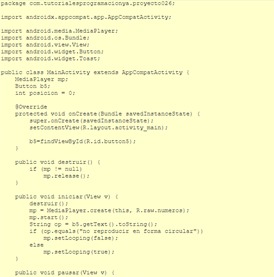 package com.tutorialesprogramacionya.proyecto026;
import androidx.appcompat.app.AppCompatActivity;
import android.media.MediaPlayer;
import android.os.Bundle;
import android.view.View;
import android.widget.Button;
import android.widget.Toast;
public class MainActivity extends AppCompatActivity {
MediaPlayer mp;
Button b5;
int posicion = 0;
@Override
protected void onCreate(Bundle savedInstanceState) {
super.onCreate(savedInstanceState);
setContentView(R.layout.activity_main);
b5=findViewById(R.id.button5);
}
public void destruir() {
if (mp != null)
mp.release();
}
public void iniciar(View v) {
destruir();
mp = MediaPlayer.create(this, R.raw.numeros);
mp.start();
String op = b5.getText().toString();
if (op.equals("no reproducir en forma circular"))
mp.setLooping(false);
else
mp.setLooping(true);
}
public void pausar(View v) {